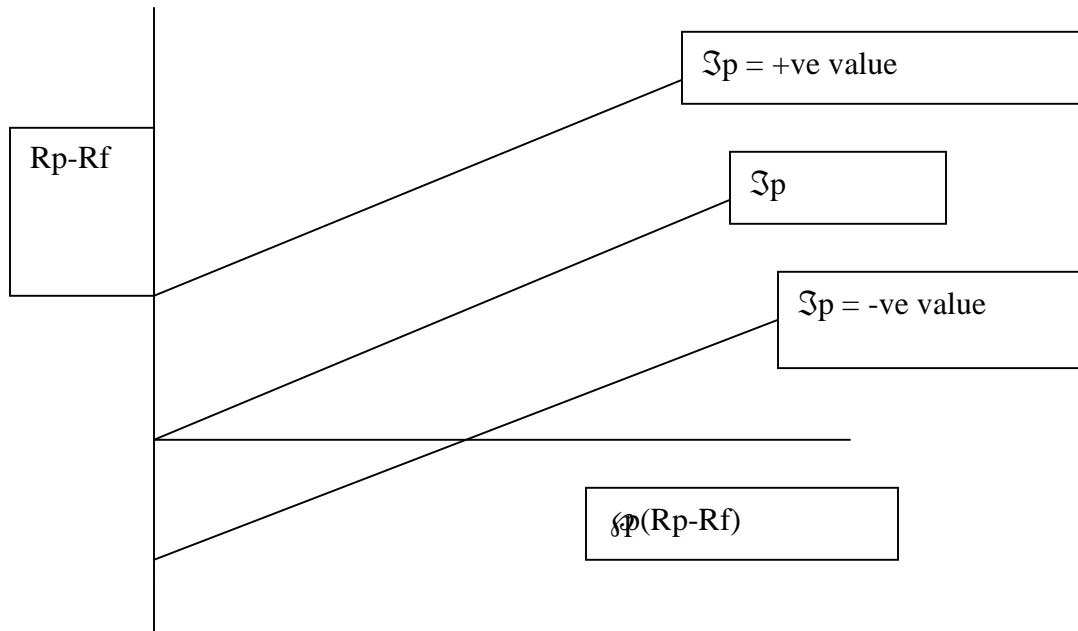 ℑp = +ve value
Rp-Rf
ℑp
ℑp = -ve value
℘p(Rp-Rf)